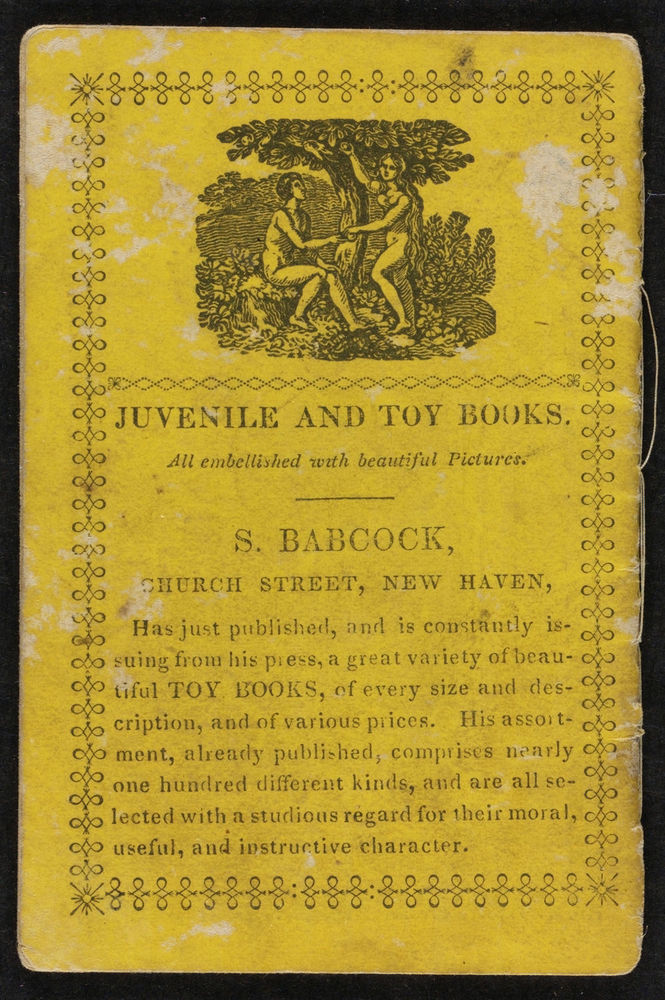 JUVENILE AND TOY BOOKS.
All embellished with beautiful Pictures.
S. BABCOCK,
CHURCH STREET, NEW HAVEN,
Has just published, and is constantly is-
suing from his press, a great variety of beau-
tiful TOY BOOKS, of every size and des-
cription, and of various prices. His assort-
ment, already published, comprises nearly
one hundred different kinds, and are all se-
lected with a studious regard for their moral,
useful, and instructive character.